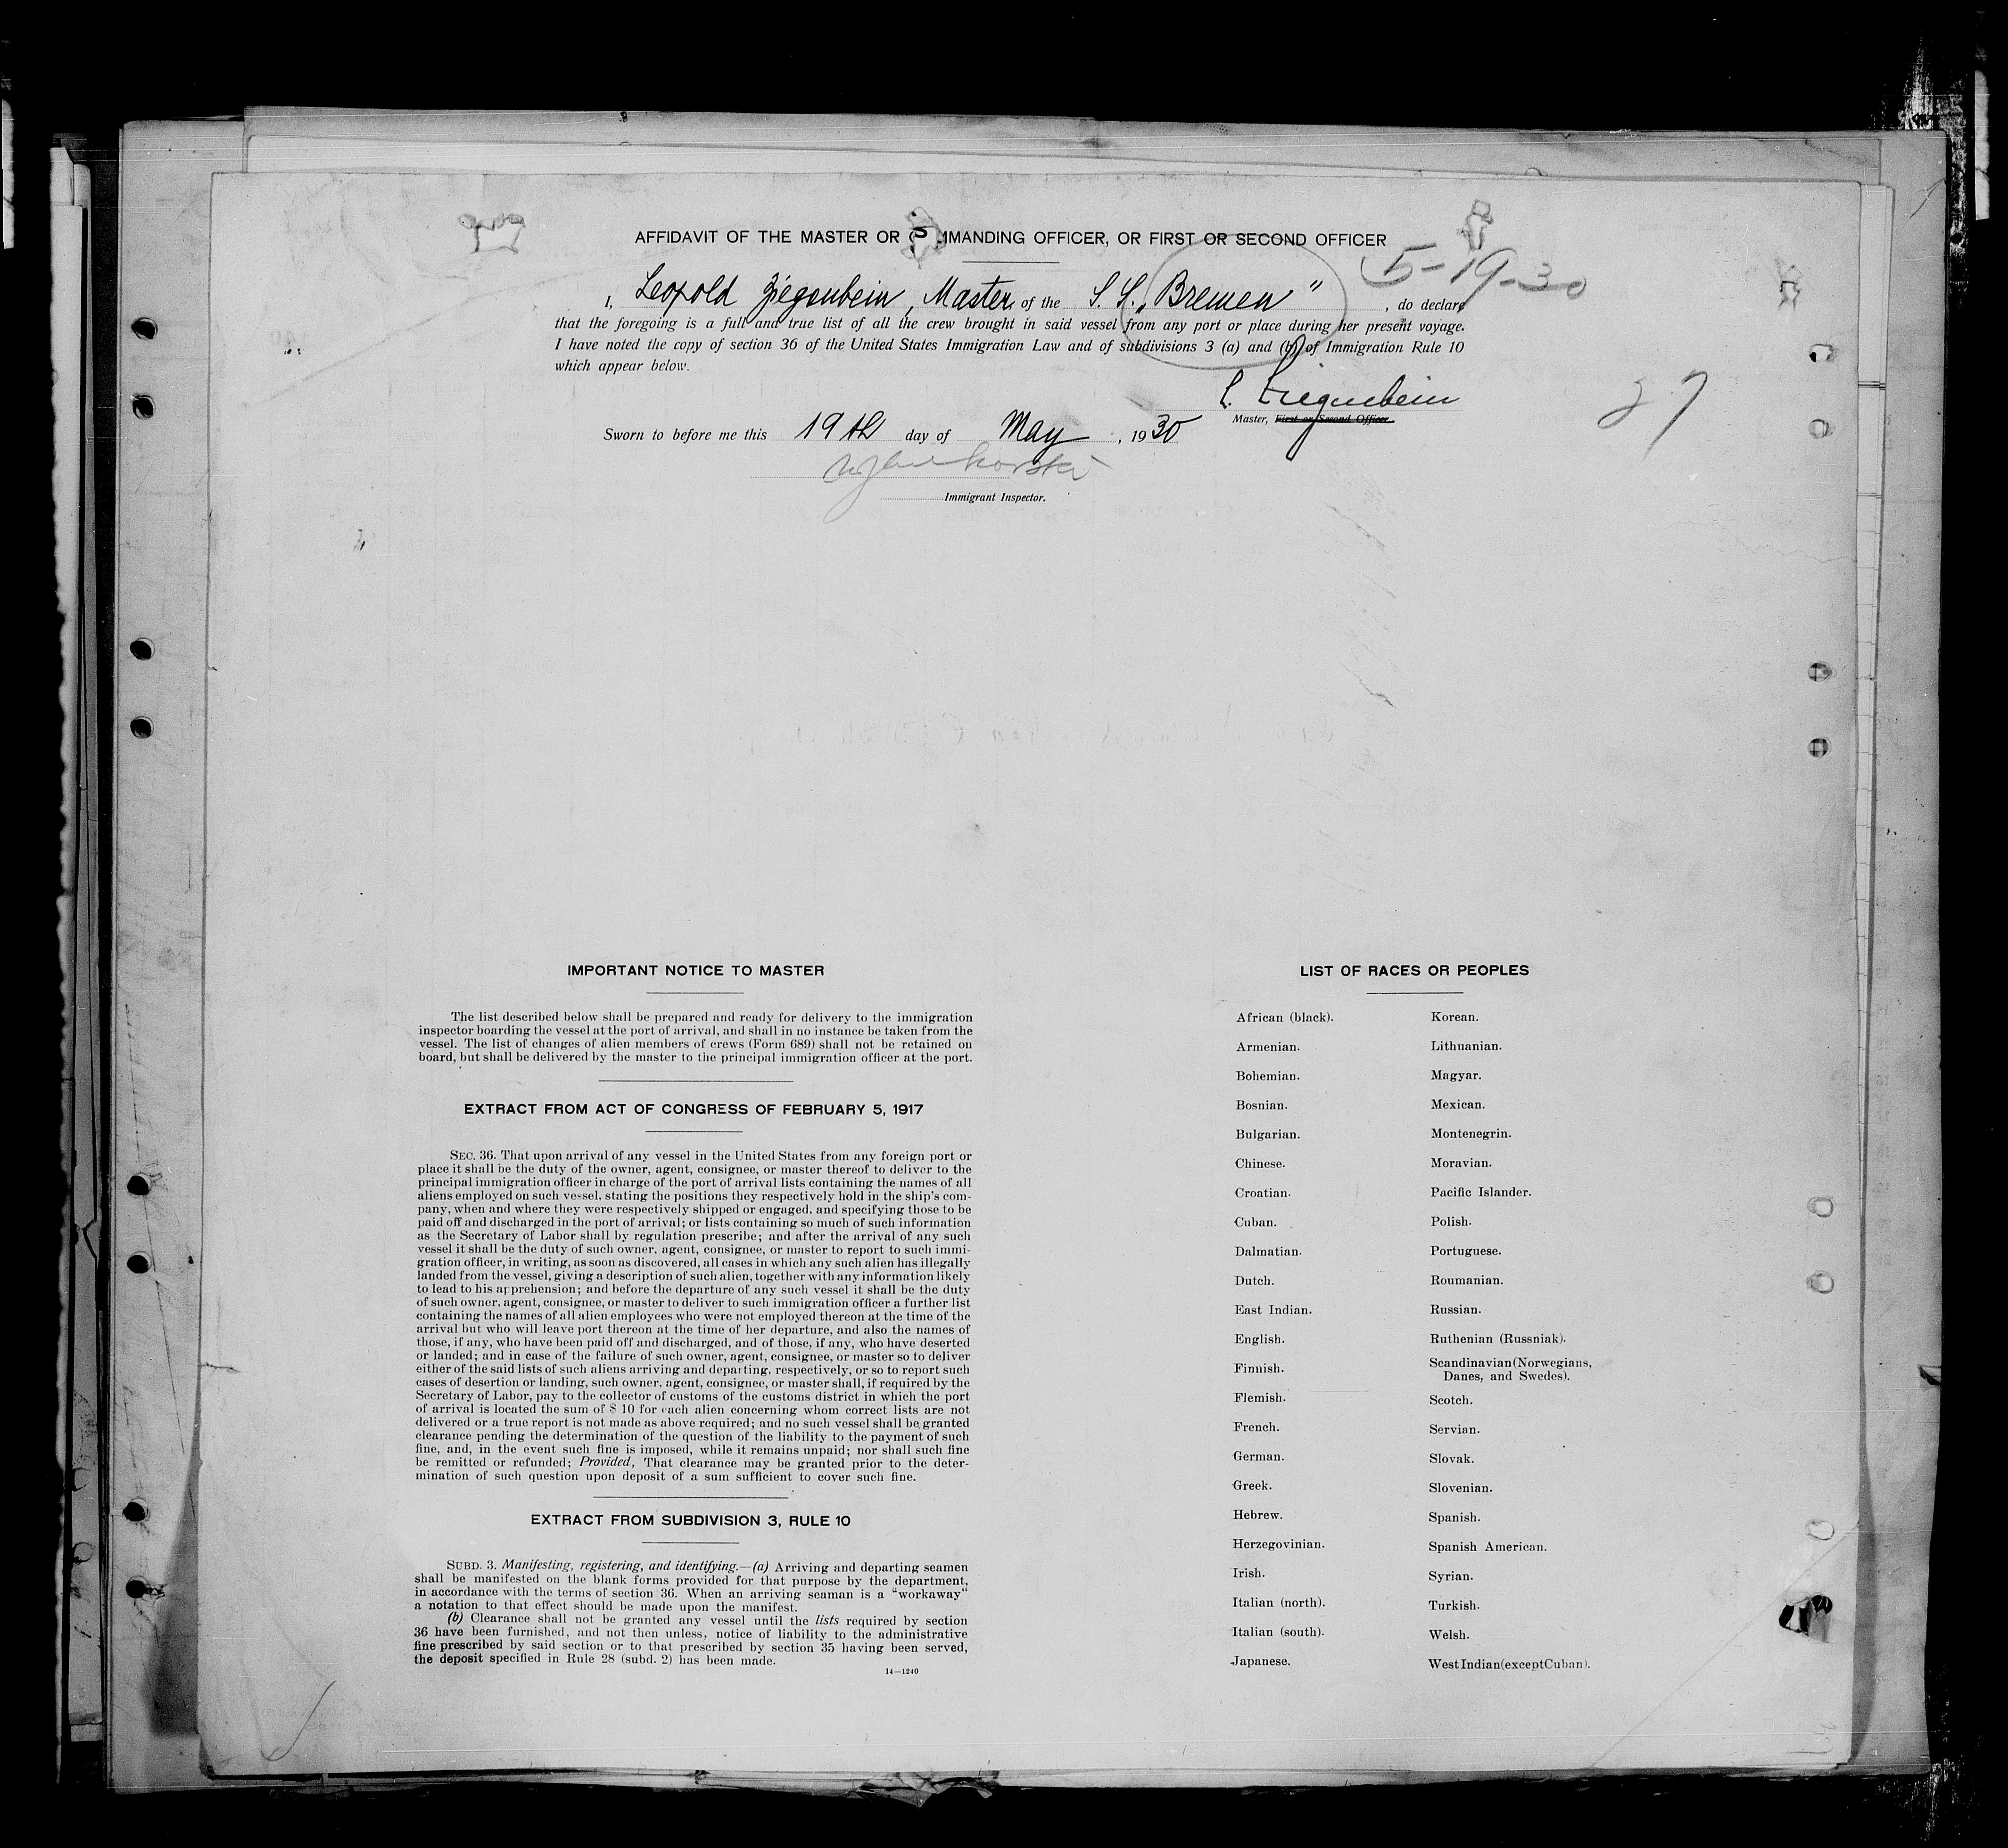 AFFIDAVIT OF THE MASTER OR COMMANDING OFFICER, OR FIRST OR SECOND OFFICER
5-19-30
I, Leopold Ziegenbein, Master, of the S.S. „Bremen", do declare
that the foregoing is a full and true list of all the crew brought in said vessel from any port or place during her present voyage.
I have noted the copy of section 36 of the United States Immigration Law and of subdivisions 3 (a) and (b) of Immigration Rule 10
which appear below.
L. Ziegenbein
27
Master, First or Second Officer.
Sworn to before me this 19th day of May, 1930
Immigrant Inspector.
IMPORTANT NOTICE TO MASTER
The list described below shall be prepared and ready for delivery to the immigration
inspector boarding the vessel at the port of arrival, and shall in no instance be taken from the
vessel. The list of changes of alien members of crews (Form 689) shall not be retained on
board, but shall be delivered by the master to the principal immigration officer at the port.
EXTRACT FROM ACT OF CONGRESS OF FEBRUARY 5, 1917
SEC. 36. That upon arrival of any vessel in the United States from any foreign port or
place it shall be the duty of the owner, agent, consignee, or master thereof to deliver to the
principal immigration officer in charge of the port of arrival lists containing the names of all
aliens employed on such vessel, stating the positions they respectively hold in the ship's com-
pany, when and where they were respectively shipped or engaged, and specifying those to be
paid off and discharged in the port of arrival; or lists containing so much of such information
as the Secretary of Labor shall by regulation prescribe; and after the arrival of any such
vessel it shall be the duty of such owner, agent, consignee, or master to report to such immi-
gration officer, in writing, as soon as discovered, all cases in which any such alien has illegally
landed from the vessel, giving a description of such alien, together with any information likely
to lead to his apprehension; and before the departure of any such vessel it shall be the duty
of such owner, agent, consignee, or master to deliver to such immigration officer a further list
containing the names of all alien employees who were not employed thereon at the time of the
arrival but who will leave port thereon at the time of her departure, and also the names of
those, if any, who have been paid off and discharged, and of those, if any, who have deserted
or landed; and in case of the failure of such owner, agent, consignee, or master so to deliver
either of the said lists of such aliens arriving and departing, respectively, or so to report such
cases of desertion or landing, such owner, agent, consignee, or master shall, if required by the
Secretary of Labor, pay to the collector of customs of the customs district in which the port
of arrival is located the sum of $ 10 for each alien concerning whom correct lists are not
delivered or a true report is not made as above required; and no such vessel shall be granted
clearance pending the determination of the question of the liability to the payment of such
fine, and, in the event such fine is imposed, while it remains unpaid; nor shall such fine
be remitted or refunded; Provided, That clearance may be granted prior to the deter-
mination of such question upon deposit of a sum sufficient to cover such fine.
EXTRACT FROM SUBDIVISION 3, RULE 10
SUBD. 3. Manifesting, registering, and identifying.—(a) Arriving and departing seamen
shall be manifested on the blank forms provided for that purpose by the department,
in accordance with the terms of section 36. When an arriving seaman is a "workaway"
a notation to that effect should be made upon the manifest.
(b) Clearance shall not be granted any vessel until the lists required by section
36 have been furnished, and not then unless, notice of liability to the administrative
fine prescribed by said section or to that prescribed by section 35 having been served,
the deposit specified in Rule 28 (subd. 2) has been made.
14—1240
LIST OF RACES OR PEOPLES
African (black).
Armenian.
Bohemian.
Bosnian.
Bulgarian.
Chinese.
Croatian.
Cuban.
Dalmatian.
Dutch.
East Indian.
English.
Finnish.
Flemish.
French.
German.
Greek.
Hebrew.
Herzegovinian.
Irish.
Italian (north).
Italian (south).
Japanese.
Korean.
Lithuanian.
Magyar.
Mexican.
Montenegrin.
Moravian.
Pacific Islander.
Polish.
Portuguese.
Roumanian.
Russian.
Ruthenian (Russniak).
Scandinavian (Norwegians,
Danes, and Swedes).
Scotch.
Servian.
Slovak.
Slovenian.
Spanish.
Spanish American.
Syrian.
Turkish.
Welsh.
West Indian (except Cuban).